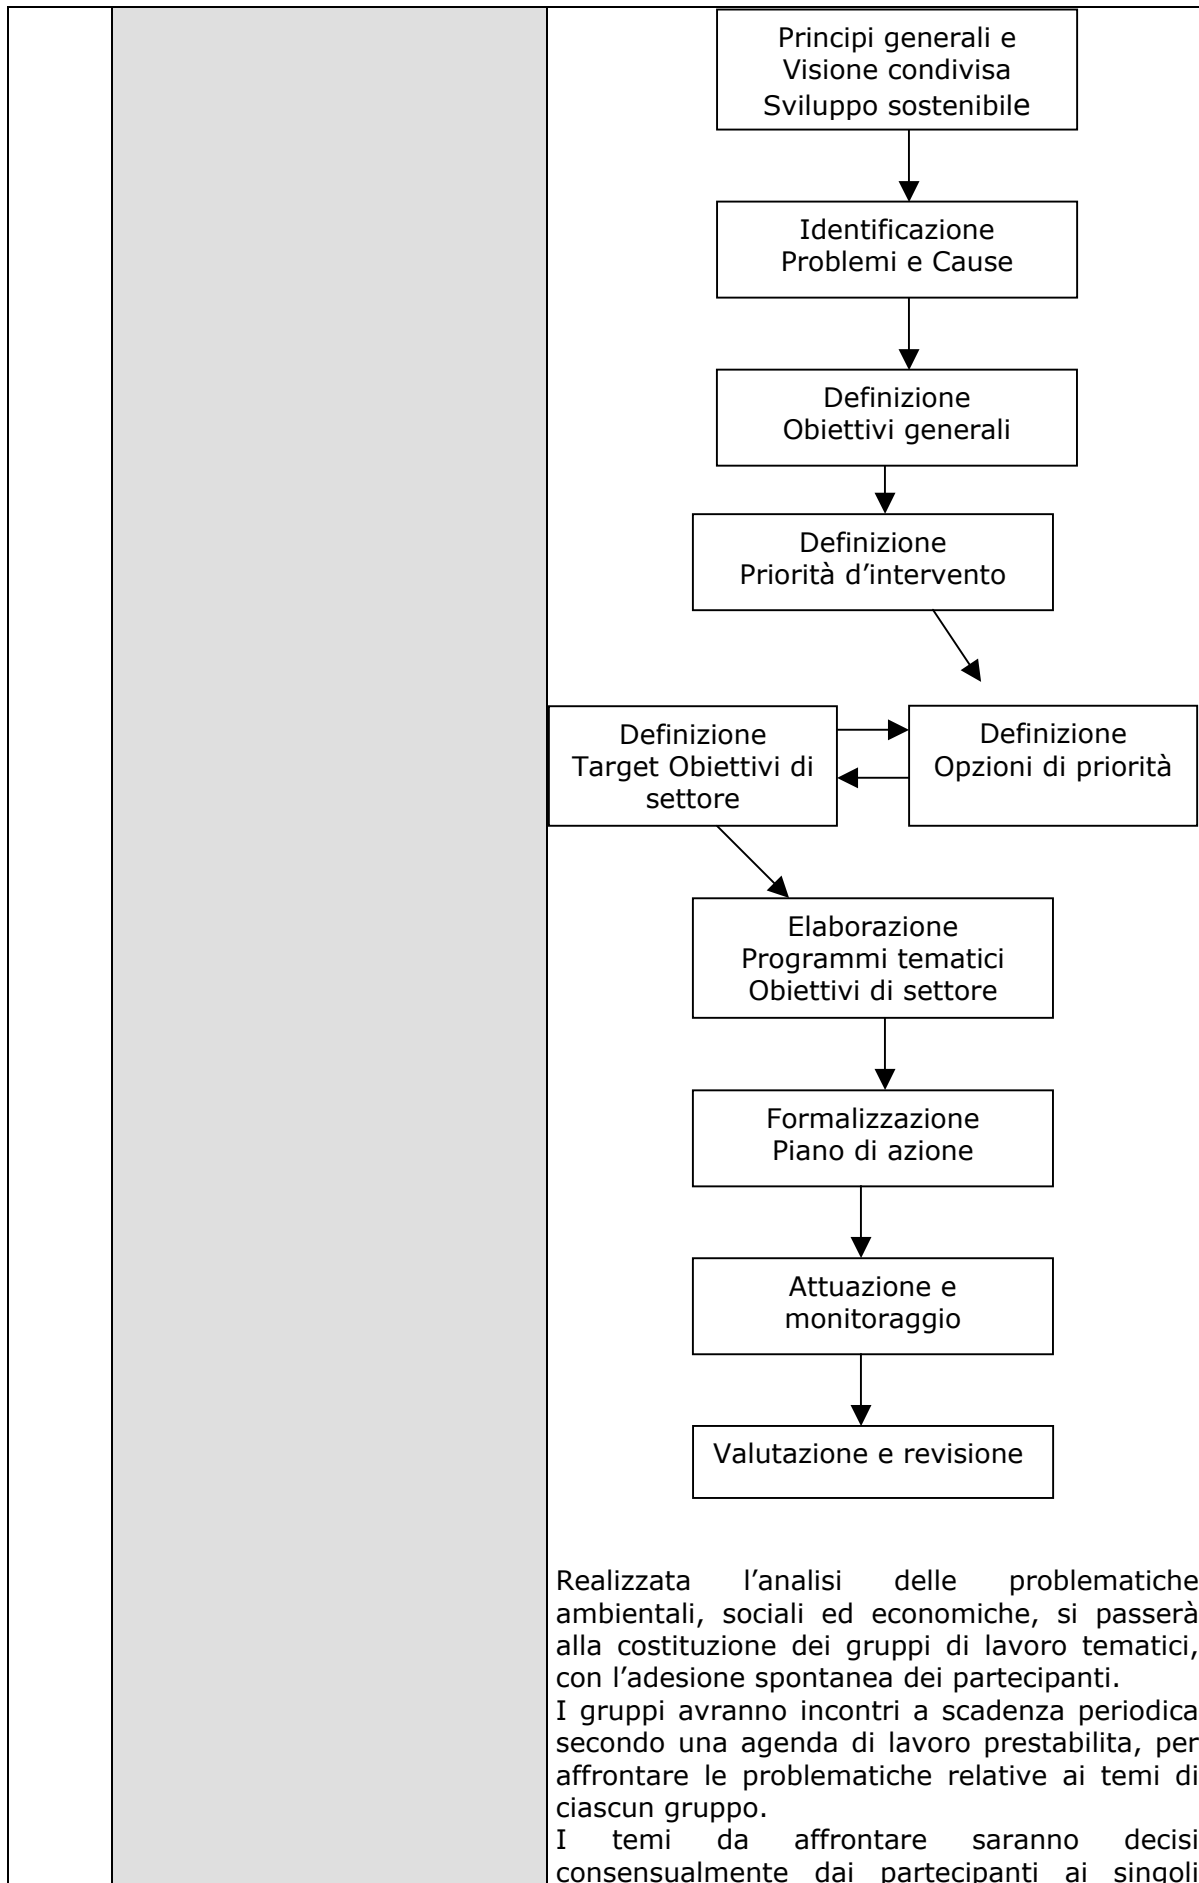 Principi generali e
Visione condivisa
Sviluppo sostenibile
Identificazione
Problemi e Cause
Definizione
Obiettivi generali
Definizione
Priorità d’intervento
Definizione
Target Obiettivi di
settore
Definizione
Opzioni di priorità
Elaborazione
Programmi tematici
Obiettivi di settore
Formalizzazione
Piano di azione
Attuazione e
monitoraggio
Valutazione e revisione
Realizzata l’analisi delle problematiche
ambientali, sociali ed economiche, si passerà
alla costituzione dei gruppi di lavoro tematici,
con l’adesione spontanea dei partecipanti.
I gruppi avranno incontri a scadenza periodica
secondo una agenda di lavoro prestabilita, per
affrontare le problematiche relative ai temi di
ciascun gruppo.
I temi da affrontare saranno decisi
consensualmente dai partecipanti ai singoli